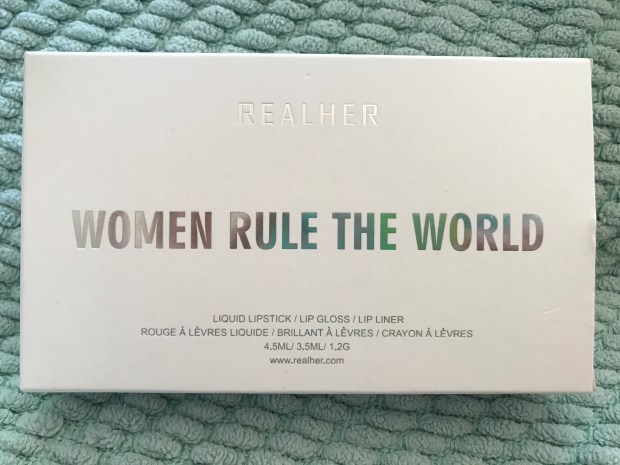 REALHER
WOMEN RULE THE WORLD
LIQUID LIPSTICK / LIP GLOSS / LIP LINER
ROUGE À LÈVRES LIQUIDE / BRILLANT À LÈVRES / CRAYON À LÈVRES
4.5ML/ 3.5ML/ 1.2G
www.realher.com